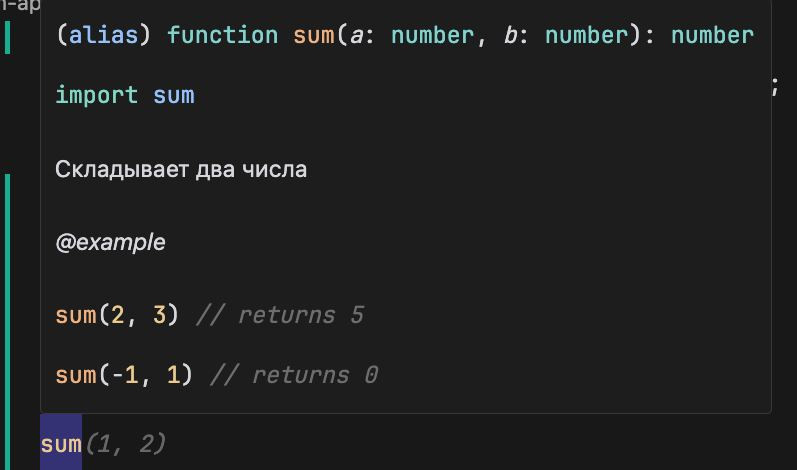 (alias) function sum(a: number, b: number): number
import sum
;
Складывает два числа
@example
sum(2, 3) // returns 5
sum(-1, 1) // returns 0
sum(1, 2)